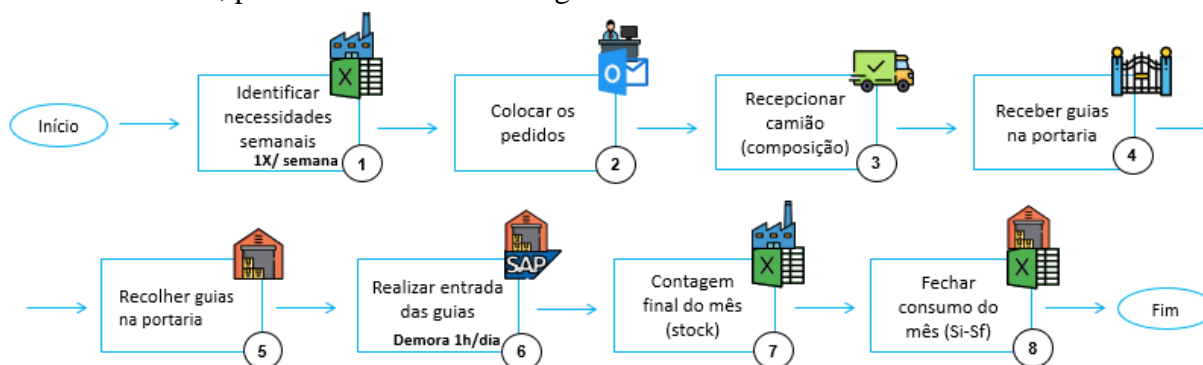 Início
Identificar
necessidades
semanais
1X/ semana
1
Colocar os
pedidos
2
Recepcionar
camião
(composição)
3
Receber guias
na portaria
4
Recolher guias
na portaria
5
Realizar entrada
das guias
Demora 1h/dia
SAP
6
Contagem
final do mês
(stock)
7
Fechar
consumo do
mês (Si-Sf)
8
Fim